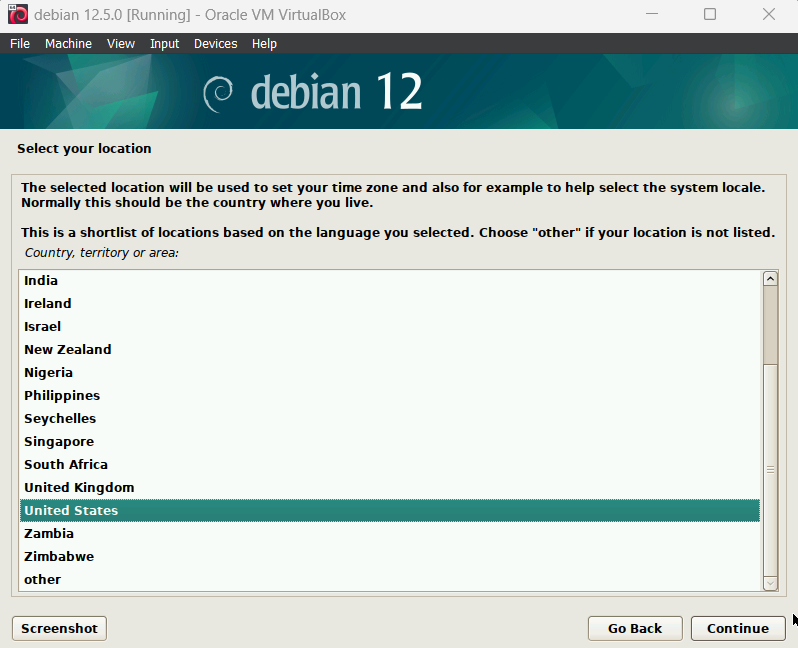 debian 12.5.0 [Running] - Oracle VM VirtualBox
File Machine View Input Devices Help
debian 12
Select your location
The selected location will be used to set your time zone and also for example to help select the system locale.
Normally this should be the country where you live.
This is a shortlist of locations based on the language you selected. Choose "other" if your location is not listed.
Country, territory or area:
India
Ireland
Israel
New Zealand
Nigeria
Philippines
Seychelles
Singapore
South Africa
United Kingdom
United States
Zambia
Zimbabwe
other
Screenshot Go Back Continue